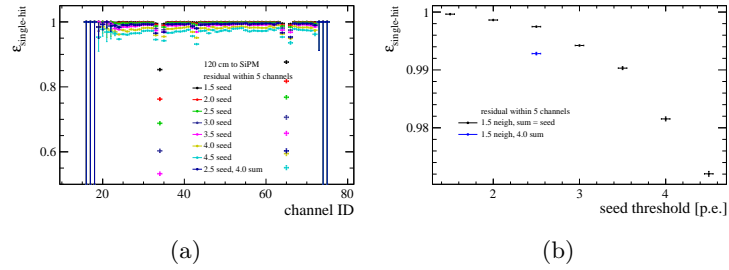 ε single-hit
1
0.8
0.6
120 cm to SiPM
residual within 5 channels
1.5 seed
2.0 seed
2.5 seed
3.0 seed
3.5 seed
4.0 seed
4.5 seed
2.5 seed, 4.0 sum
20 40 60 80
channel ID
(a)
ε single-hit
1
0.99
0.98
residual within 5 channels
1.5 neigh, sum = seed
1.5 neigh, 4.0 sum
2 3 4
seed threshold [p.e.]
(b)